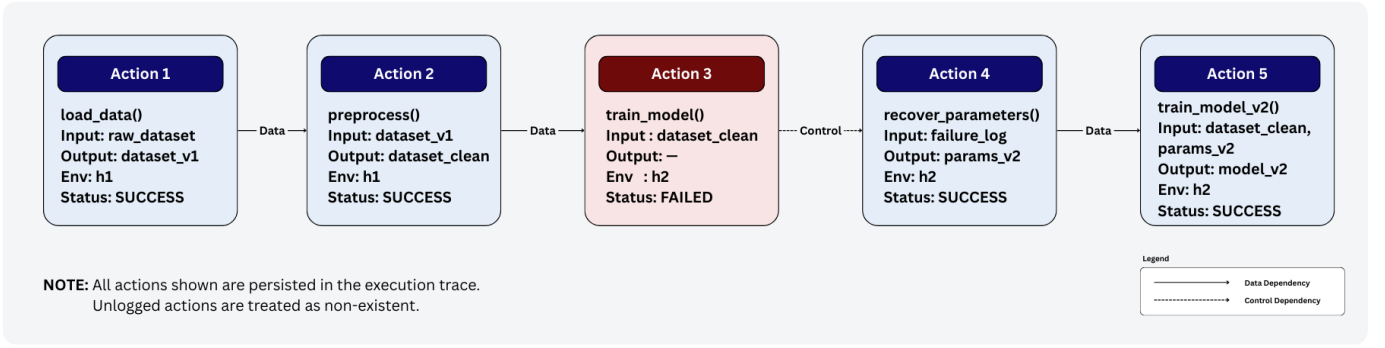 Action 1
load_data()
Input: raw_dataset
Output: dataset_v1
Env: h1
Status: SUCCESS
Data
Action 2
preprocess()
Input: dataset_v1
Output: dataset_clean
Env: h1
Status: SUCCESS
Data
Action 3
train_model()
Input : dataset_clean
Output: —
Env : h2
Status: FAILED
Control
Action 4
recover_parameters()
Input: failure_log
Output: params_v2
Env: h2
Status: SUCCESS
Data
Action 5
train_model_v2()
Input: dataset_clean,
params_v2
Output: model_v2
Env: h2
Status: SUCCESS
NOTE: All actions shown are persisted in the execution trace.
Unlogged actions are treated as non-existent.
Legend
Data Dependency
Control Dependency